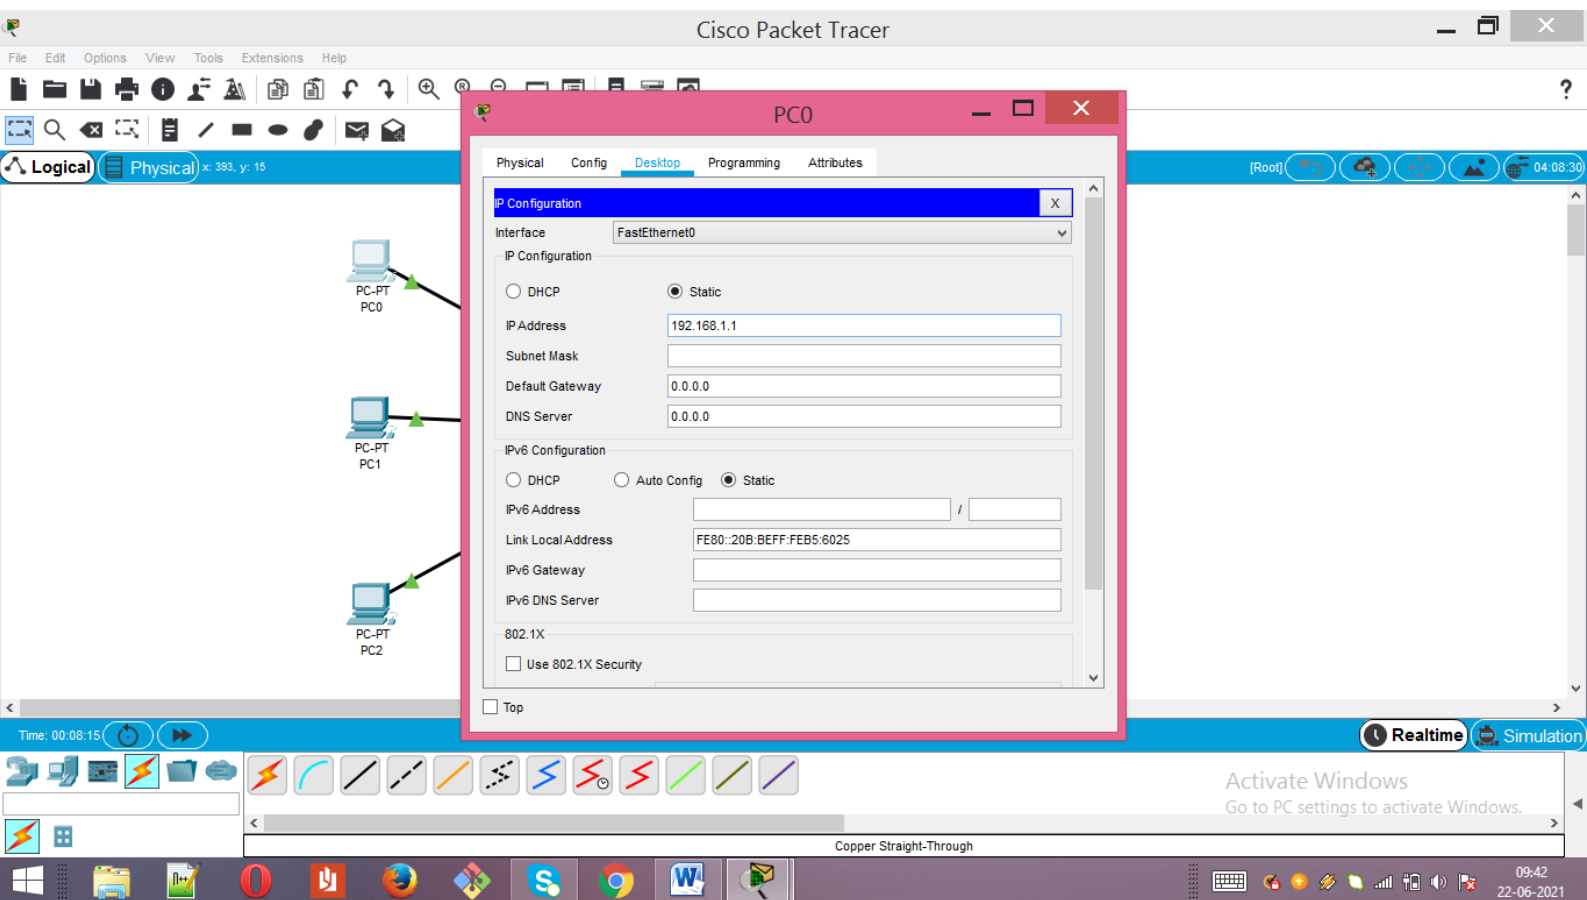 Cisco Packet Tracer
File Edit Options View Tools Extensions Help
?
PC0
Logical Physical x: 393, y: 15
[Root] 04:08:30
Physical Config Desktop Programming Attributes
IP Configuration X
Interface FastEthernet0
IP Configuration
DHCP Static
IP Address 192.168.1.1
Subnet Mask
Default Gateway 0.0.0.0
DNS Server 0.0.0.0
IPv6 Configuration
DHCP Auto Config Static
IPv6 Address /
Link Local Address FE80::20B:BEFF:FEB5:6025
IPv6 Gateway
IPv6 DNS Server
802.1X
Use 802.1X Security
Top
PC-PT
PC0
PC-PT
PC1
PC-PT
PC2
Time: 00:08:15
Realtime Simulation
Activate Windows
Go to PC settings to activate Windows.
Copper Straight-Through
09:42
22-06-2021